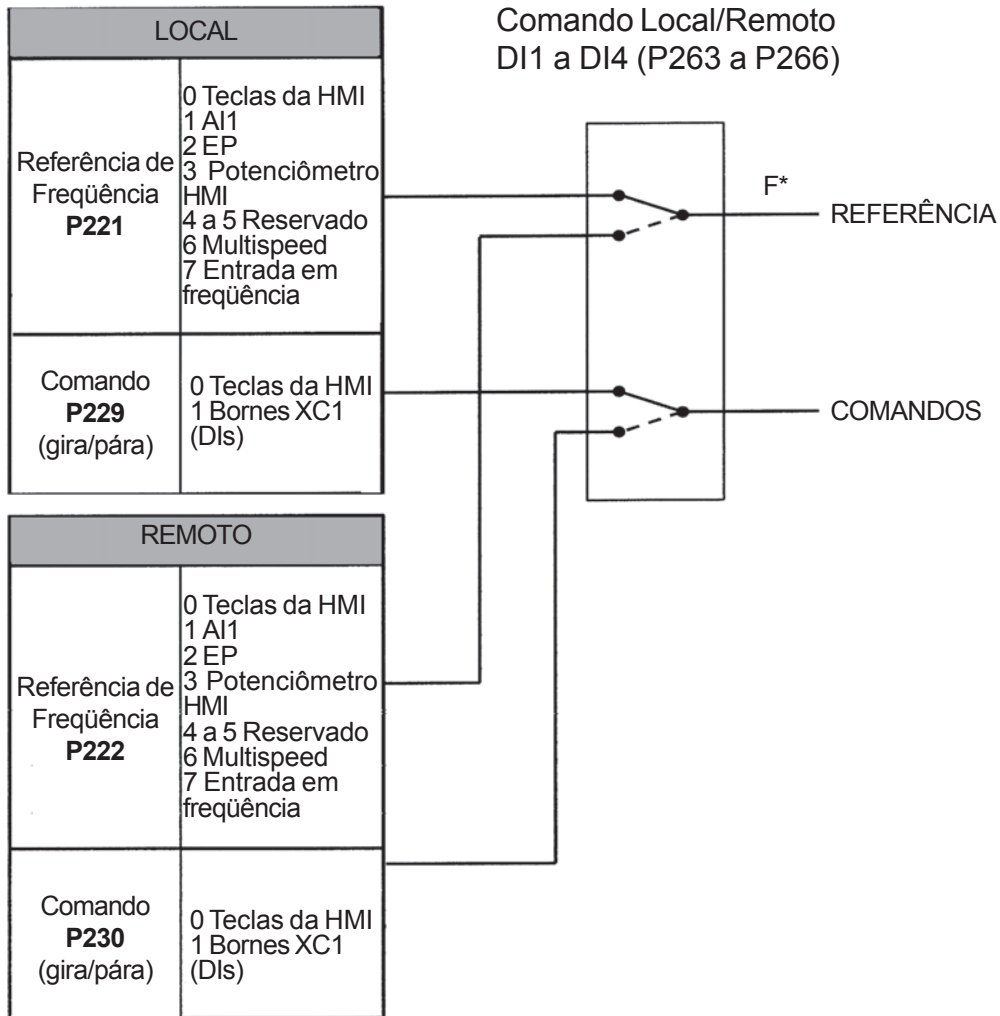 Comando Local/Remoto
DI1 a DI4 (P263 a P266)
LOCAL
Referência de
Freqüência
P221
0 Teclas da HMI
1 AI1
2 EP
3 Potenciômetro
HMI
4 a 5 Reservado
6 Multispeed
7 Entrada em
freqüência
Comando
P229
(gira/pára)
0 Teclas da HMI
1 Bornes XC1
(DIs)
F*
REFERÊNCIA
COMANDOS
REMOTO
Referência de
Freqüência
P222
0 Teclas da HMI
1 AI1
2 EP
3 Potenciômetro
HMI
4 a 5 Reservado
6 Multispeed
7 Entrada em
freqüência
Comando
P230
(gira/pára)
0 Teclas da HMI
1 Bornes XC1
(DIs)